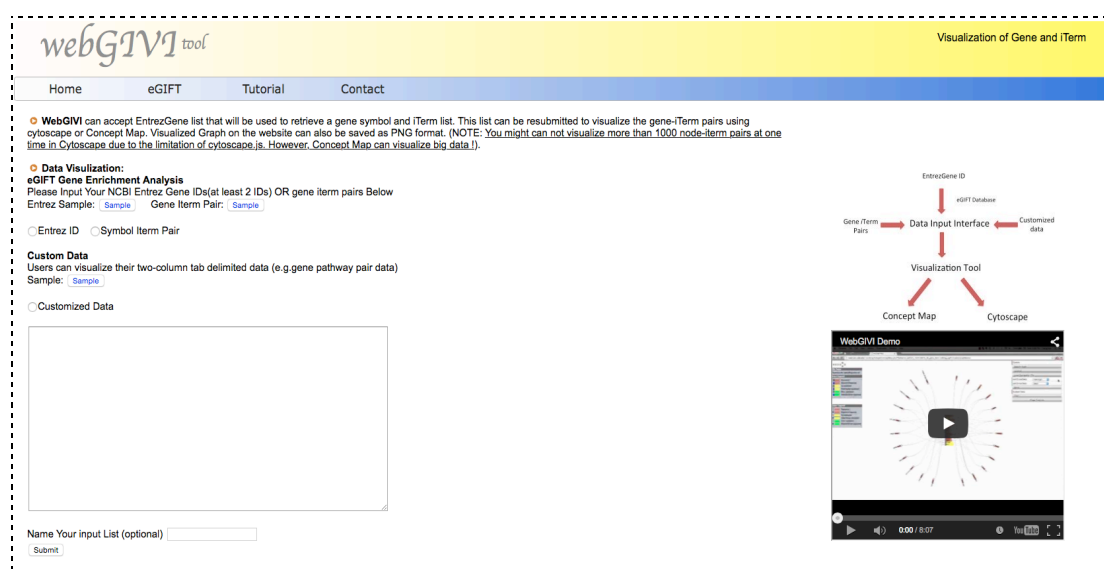 webGIVI tool
Visualization of Gene and iTerm
Home eGIFT Tutorial Contact
WebGIVI can accept EntrezGene list that will be used to retrieve a gene symbol and iTerm list. This list can be resubmitted to visualize the gene-iTerm pairs using
cytoscape or Concept Map. Visualized Graph on the website can also be saved as PNG format. (NOTE: You might can not visualize more than 1000 node-iterm pairs at one
time in Cytoscape due to the limitation of cytoscape.js. However, Concept Map can visualize big data !).
Data Visulization:
eGIFT Gene Enrichment Analysis
Please Input Your NCBI Entrez Gene IDs(at least 2 IDs) OR gene iterm pairs Below
Entrez Sample: Sample Gene Item Pair: Sample
Entrez ID Symbol Iterm Pair
Custom Data
Users can visualize their two-column tab delimited data (e.g.gene pathway pair data)
Sample: Sample
Customized Data
Name Your input List (optional)
Submit
EntrezGene ID
eGIFT Database
Gene iTerm
Pairs
Data Input Interface
Customized
data
Visualization Tool
Concept Map Cytoscape
WebGIVI Demo
0:00 / 8:07 YouTube